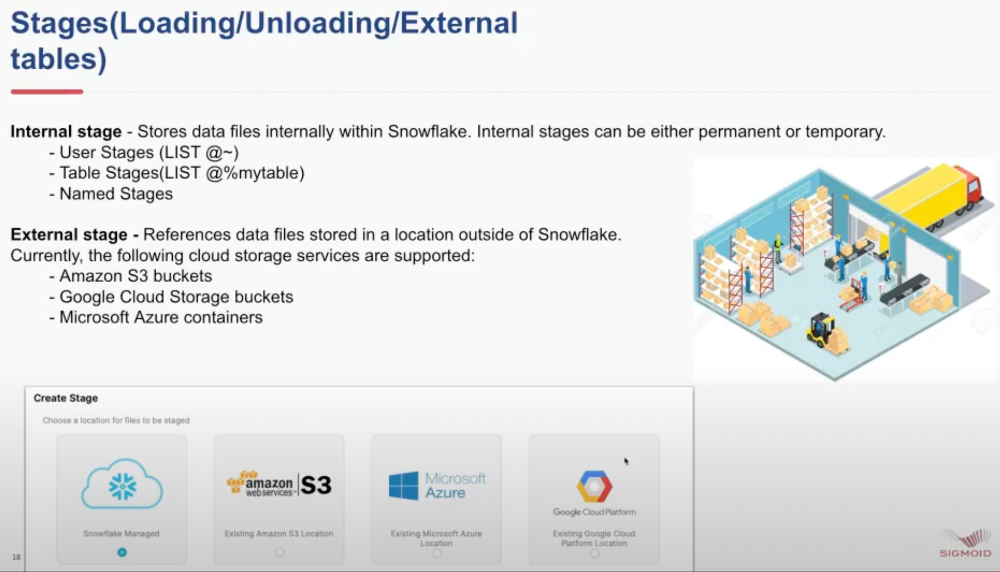 Stages(Loading/Unloading/External
tables)
Internal stage - Stores data files internally within Snowflake. Internal stages can be either permanent or temporary.
- User Stages (LIST @~)
- Table Stages(LIST @%mytable)
- Named Stages
External stage - References data files stored in a location outside of Snowflake.
Currently, the following cloud storage services are supported:
- Amazon S3 buckets
- Google Cloud Storage buckets
- Microsoft Azure containers
Create Stage
Choose a location for files to be staged
amazon
webservices™
S3
Microsoft
Azure
Google Cloud Platform
Snowflake Managed
Existing Amazon S3 Location
Existing Microsoft Azure
Location
Existing Google Cloud
Platform Location
18
SIGMOID